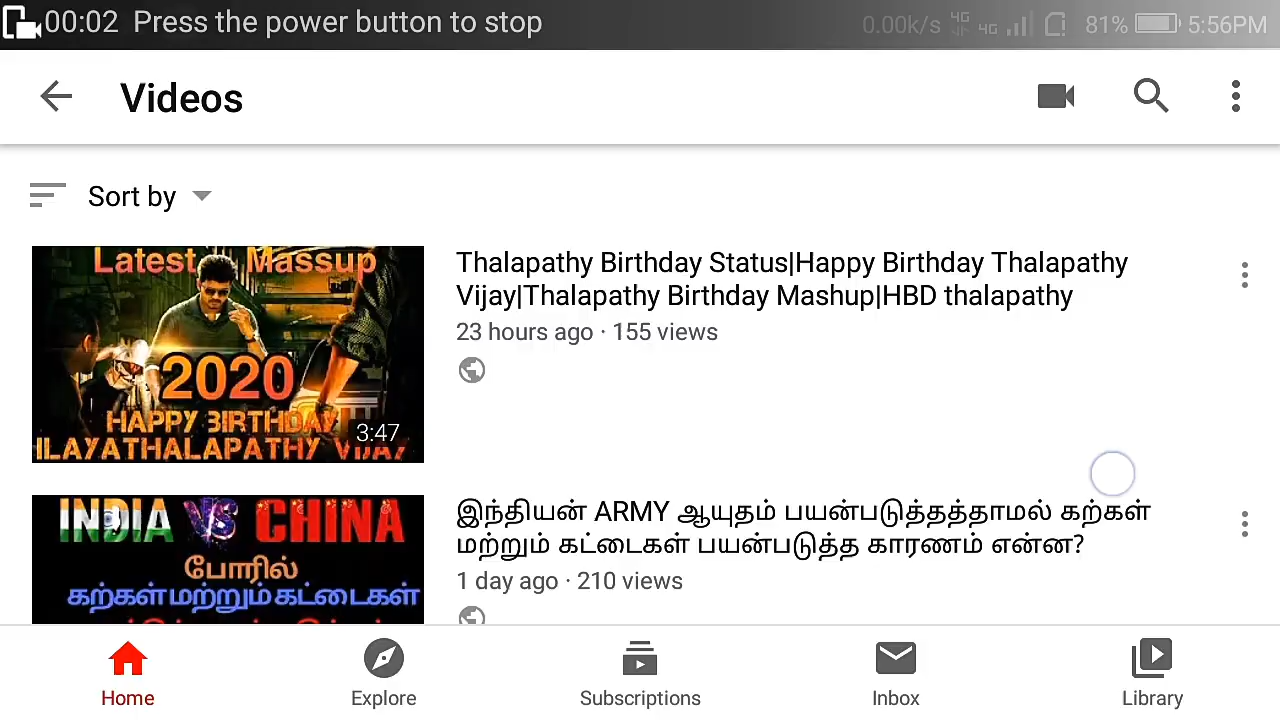 00:02 Press the power button to stop
0.00k/s 4G 4G 81% 5:56PM
Videos
Sort by
Latest Massup
2020
HAPPY BIRTHDAY
ILAYATHALAPATHY VIJAY
3:47
Thalapathy Birthday Status|Happy Birthday Thalapathy
Vijay|Thalapathy Birthday Mashup|HBD thalapathy
23 hours ago · 155 views
INDIA VS CHINA
போரில்
கற்கள் மற்றும் கட்டைகள்
இந்தியன் ARMY ஆயுதம் பயன்படுத்தத்தாமல் கற்கள்
மற்றும் கட்டைகள் பயன்படுத்த காரணம் என்ன?
1 day ago · 210 views
Home
Explore
Subscriptions
Inbox
Library